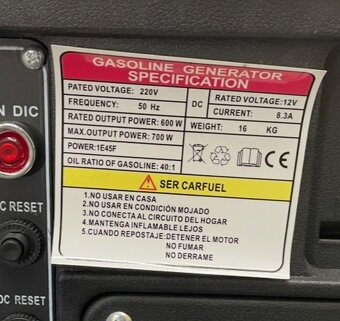 GASOLINE GENERATOR
SPECIFICATION
PATED VOLTAGE: 220V
FREQUENCY: 50 Hz
RATED OUTPUT POWER: 600 W
MAX.OUTPUT POWER: 700 W
POWER:1E45F
OIL RATIO OF GASOLINE: 40:1
DC
RATED VOLTAGE:12V
CURRENT: 8.3A
WEIGHT: 16 KG
CE
SER CARFUEL
1.NO USAR EN CASA
2.NO USAR EN CONDICIÓN MOJADO
3.NO CONECTA AL CIRCUITO DEL HOGAR
4.MANTENGA INFLAMABLE LEJOS
5.CUANDO REPOSTAJE: DETENER EL MOTOR
NO FUMAR
NO DERRAME
N DIC
C RESET
DC RESET